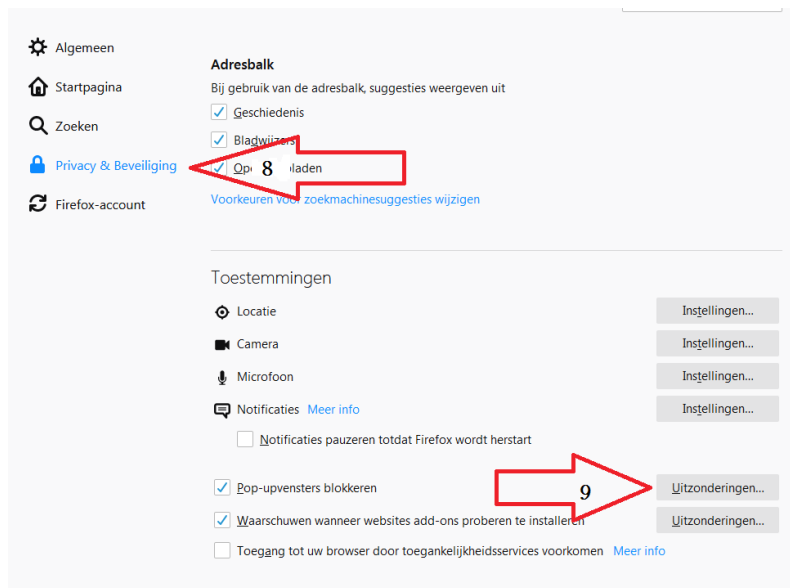 Algemeen
Startpagina
Zoeken
Privacy & Beveiliging
Firefox-account
Adresbalk
Bij gebruik van de adresbalk, suggesties weergeven uit
Geschiedenis
Bladwijzers
8
Voorkeuren voor zoekmachinesuggesties wijzigen
Toestemmingen
Locatie Instellingen...
Camera Instellingen...
Microfoon Instellingen...
Notificaties Meer info Instellingen...
Notificaties pauzeren totdat Firefox wordt herstart
Pop-upvensters blokkeren 9 Uitzonderingen...
Waarschuwen wanneer websites add-ons proberen te installeren Uitzonderingen...
Toegang tot uw browser door toegankelijkheidsservices voorkomen Meer info